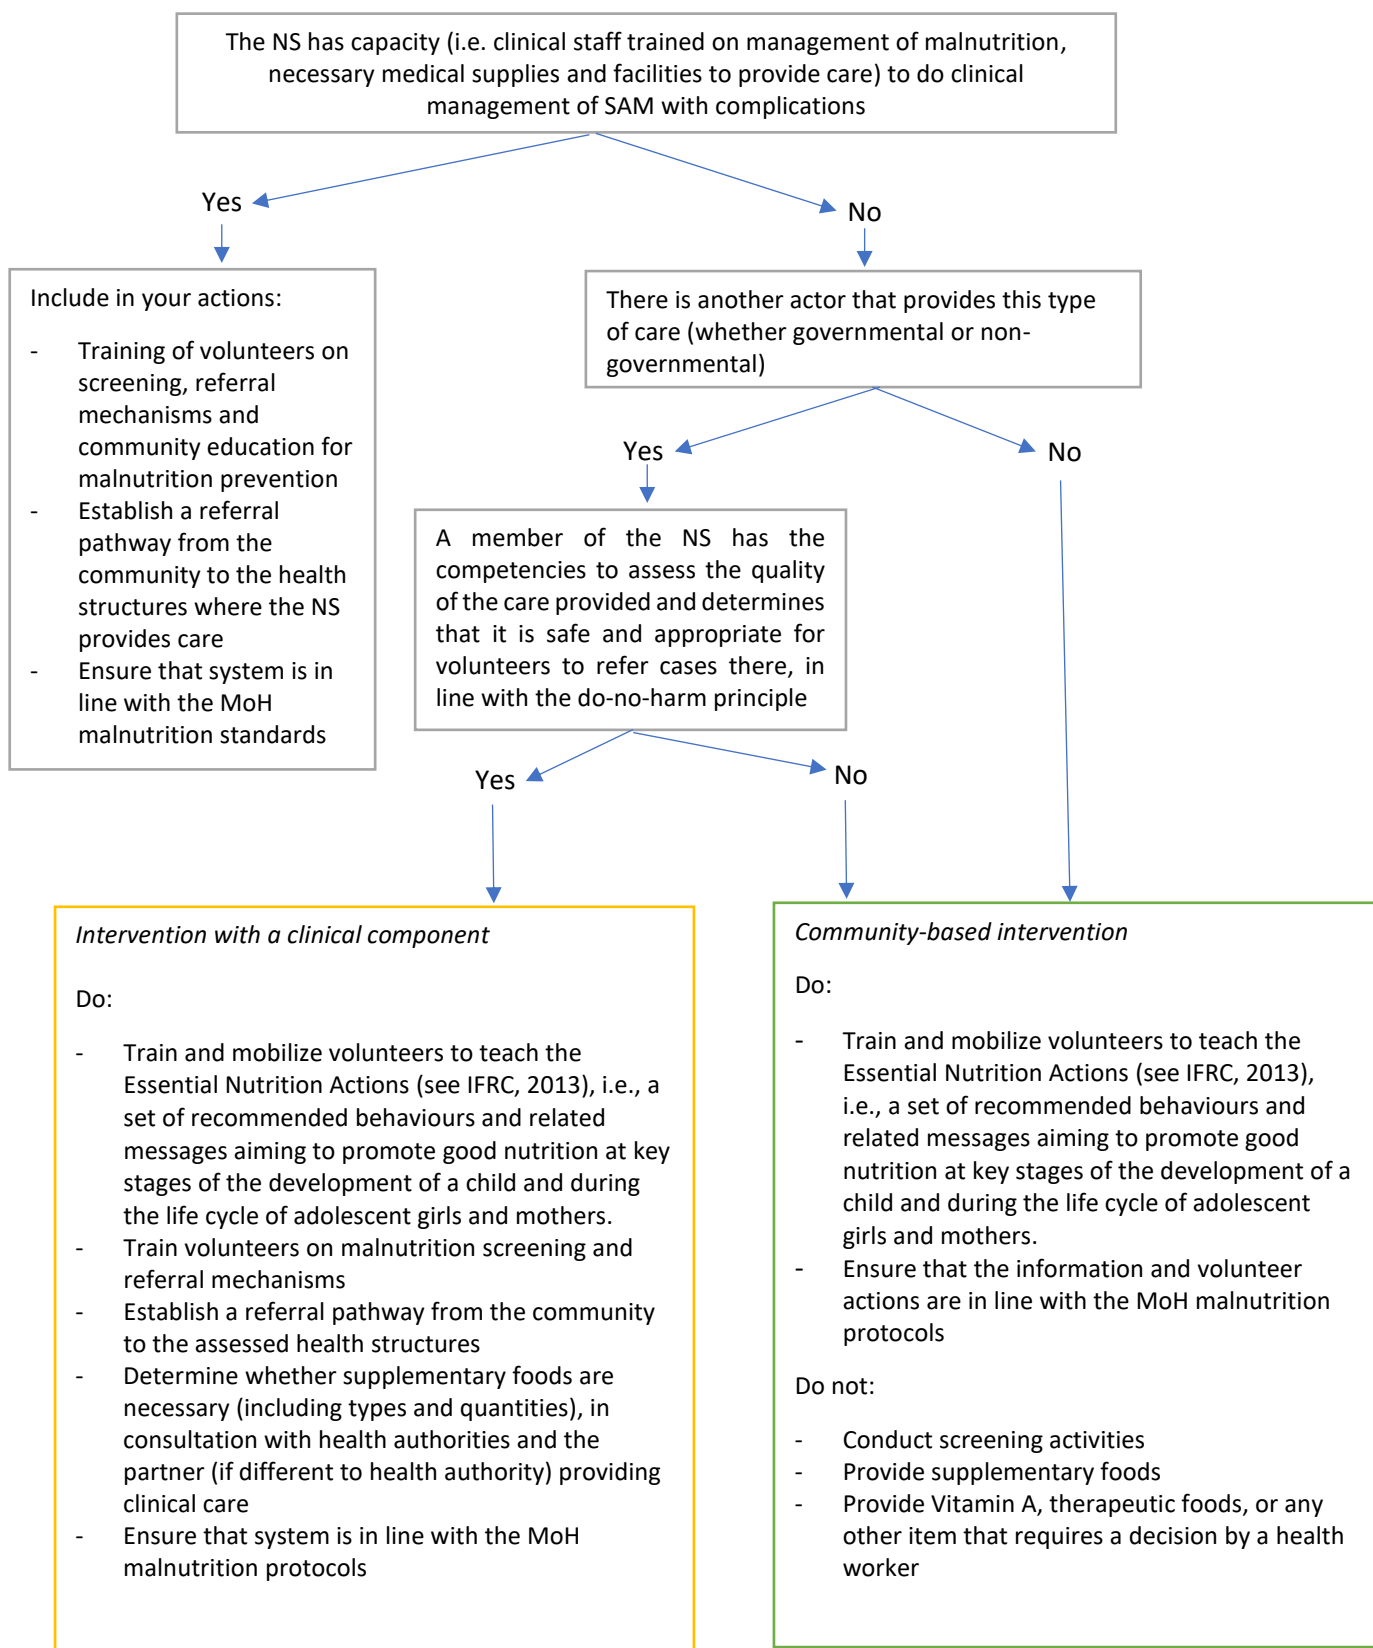 The NS has capacity (i.e. clinical staff trained on management of malnutrition,
necessary medical supplies and facilities to provide care) to do clinical
management of SAM with complications
Yes
No
Include in your actions:
- Training of volunteers on
screening, referral
mechanisms and
community education for
malnutrition prevention
- Establish a referral
pathway from the
community to the health
structures where the NS
provides care
- Ensure that system is in
line with the MoH
malnutrition standards
There is another actor that provides this type
of care (whether governmental or non-
governmental)
Yes
No
A member of the NS has the
competencies to assess the quality
of the care provided and determines
that it is safe and appropriate for
volunteers to refer cases there, in
line with the do-no-harm principle
Yes
No
Intervention with a clinical component
Do:
- Train and mobilize volunteers to teach the
Essential Nutrition Actions (see IFRC, 2013), i.e., a
set of recommended behaviours and related
messages aiming to promote good nutrition at key
stages of the development of a child and during
the life cycle of adolescent girls and mothers.
- Train volunteers on malnutrition screening and
referral mechanisms
- Establish a referral pathway from the community
to the assessed health structures
- Determine whether supplementary foods are
necessary (including types and quantities), in
consultation with health authorities and the
partner (if different to health authority) providing
clinical care
- Ensure that system is in line with the MoH
malnutrition protocols
Community-based intervention
Do:
- Train and mobilize volunteers to teach the
Essential Nutrition Actions (see IFRC, 2013),
i.e., a set of recommended behaviours and
related messages aiming to promote good
nutrition at key stages of the development of a
child and during the life cycle of adolescent
girls and mothers.
- Ensure that the information and volunteer
actions are in line with the MoH malnutrition
protocols
Do not:
- Conduct screening activities
- Provide supplementary foods
- Provide Vitamin A, therapeutic foods, or any
other item that requires a decision by a health
worker